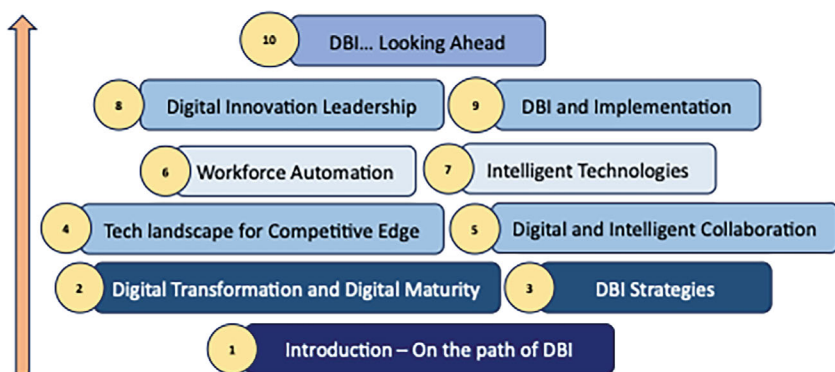 10 DBI... Looking Ahead
8 Digital Innovation Leadership
9 DBI and Implementation
6 Workforce Automation
7 Intelligent Technologies
4 Tech landscape for Competitive Edge
5 Digital and Intelligent Collaboration
2 Digital Transformation and Digital Maturity
3 DBI Strategies
1 Introduction – On the path of DBI